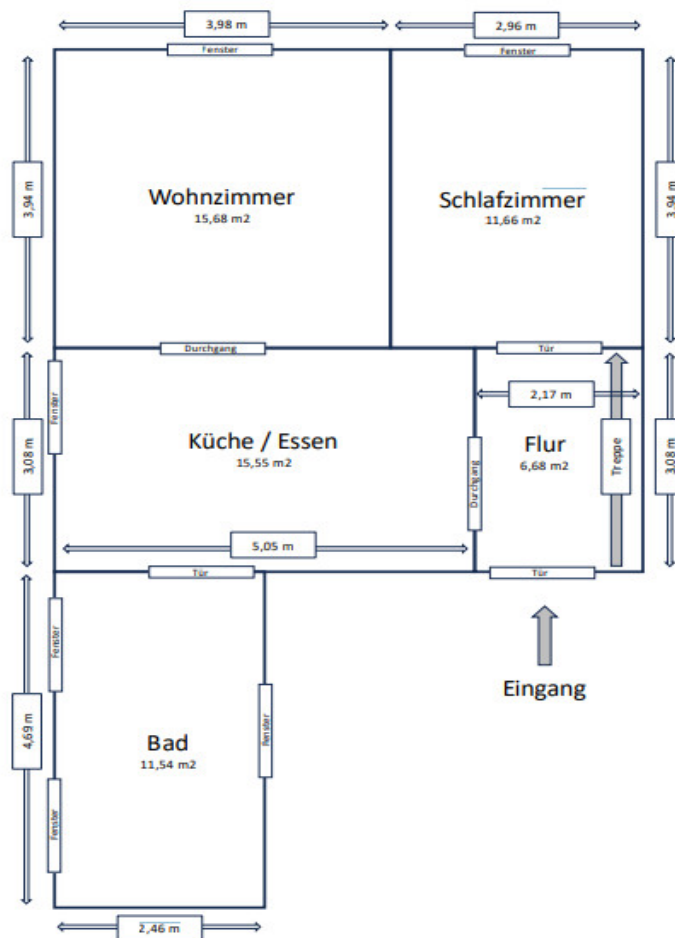 3,98 m
2,96 m
Fenster
Fenster
3,94 m
3,94 m
Wohnzimmer
15,68 m2
Schlafzimmer
11,66 m2
Durchgang
Tür
Fenster
2,17 m
3,08 m
Küche / Essen
15,55 m2
Flur
6,68 m2
Treppe
3,08 m
Durchgang
5,05 m
Tür
Tür
Fenster
Eingang
4,69 m
Bad
11,54 m2
Fenster
Fenster
2,46 m